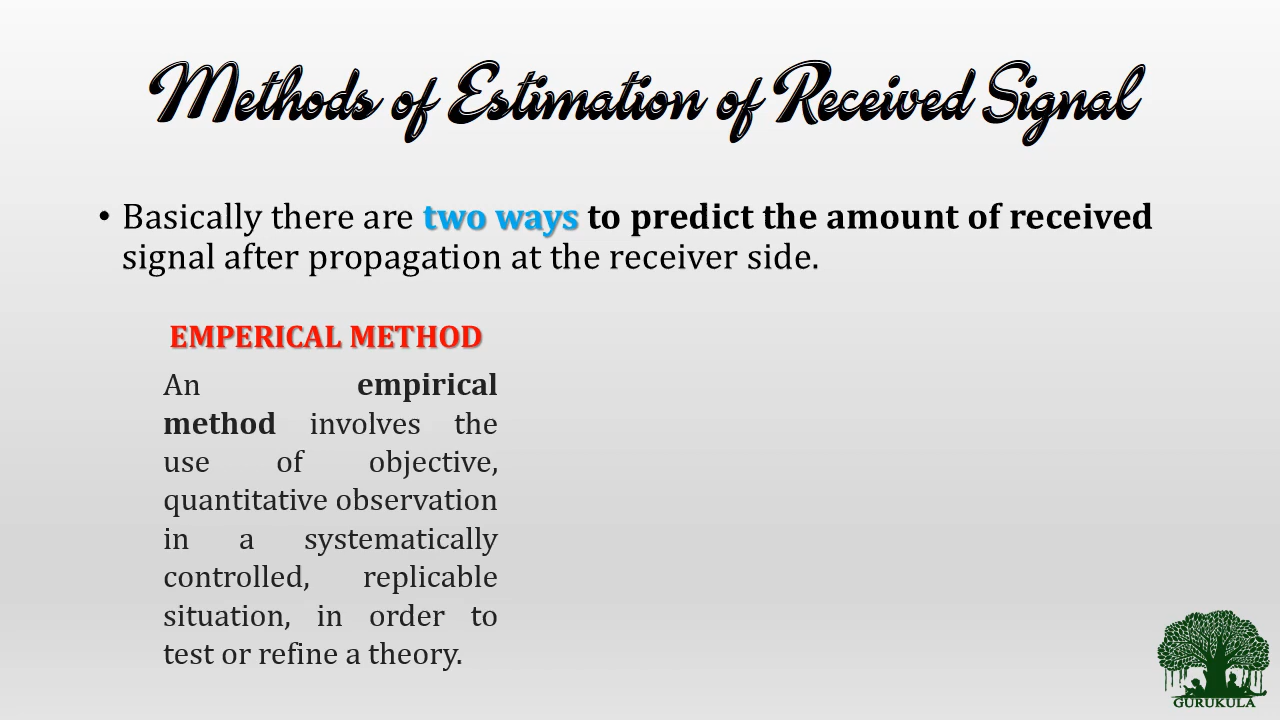 Methods of Estimation of Received Signal
• Basically there are two ways to predict the amount of received
signal after propagation at the receiver side.
EMPERICAL METHOD
An empirical
method involves the
use of objective,
quantitative observation
in a systematically
controlled, replicable
situation, in order to
test or refine a theory.
GURUKULA